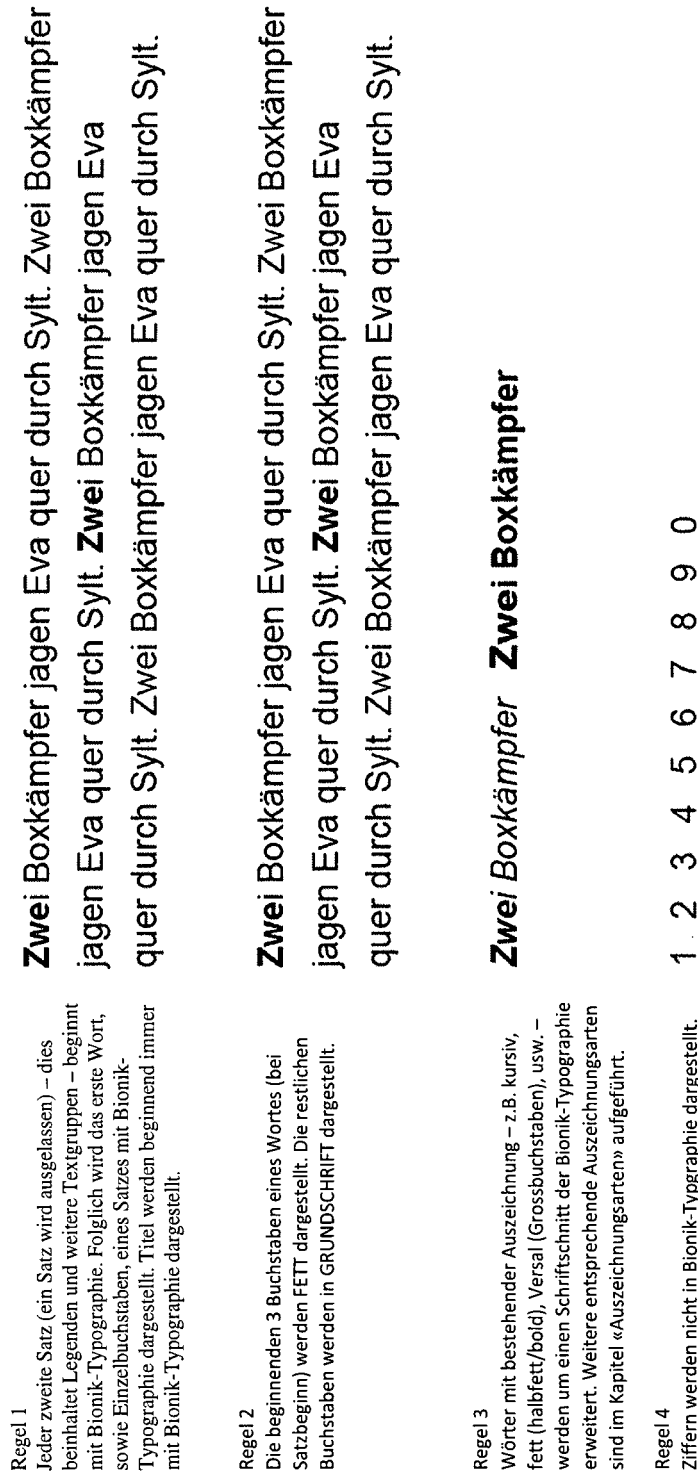 Regel 1
Jeder zweite Satz (ein Satz wird ausgelassen) – dies
beinhaltet Legenden und weitere Textgruppen – beginnt
mit Bionik-Typographie. Folglich wird das erste Wort,
sowie Einzelbuchstaben, eines Satzes mit Bionik-
Typographie dargestellt. Titel werden beginnend immer
mit Bionik-Typographie dargestellt.
Zwei Boxkämpfer jagen Eva quer durch Sylt. Zwei Boxkämpfer
jagen Eva quer durch Sylt. Zwei Boxkämpfer jagen Eva
quer durch Sylt. Zwei Boxkämpfer jagen Eva quer durch Sylt.
Regel 2
Die beginnenden 3 Buchstaben eines Wortes (bei
Satzbeginn) werden FETT dargestellt. Die restlichen
Buchstaben werden in GRUNDSCHRIFT dargestellt.
Zwei Boxkämpfer jagen Eva quer durch Sylt. Zwei Boxkämpfer
jagen Eva quer durch Sylt. Zwei Boxkämpfer jagen Eva
quer durch Sylt. Zwei Boxkämpfer jagen Eva quer durch Sylt.
Regel 3
Wörter mit bestehender Auszeichnung – z.B. kursiv,
fett (halbfett/bold), Versal (Grossbuchstaben), usw. –
werden um einen Schriftschnitt der Bionik-Typographie
erweitert. Weitere entsprechende Auszeichnungsarten
sind im Kapitel «Auszeichnungsarten» aufgeführt.
Zwei Boxkämpfer Zwei Boxkämpfer
Regel 4
Ziffern werden nicht in Bionik-Typographie dargestellt.
1 2 3 4 5 6 7 8 9 0